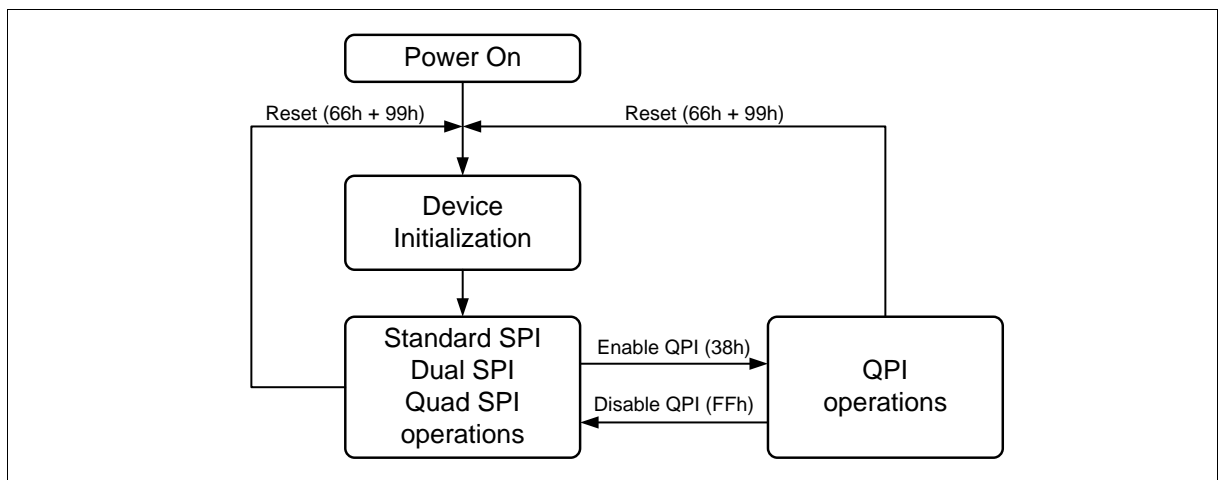 Power On
Reset (66h + 99h)
Reset (66h + 99h)
Device
Initialization
Standard SPI
Dual SPI
Quad SPI
operations
Enable QPI (38h)
Disable QPI (FFh)
QPI
operations